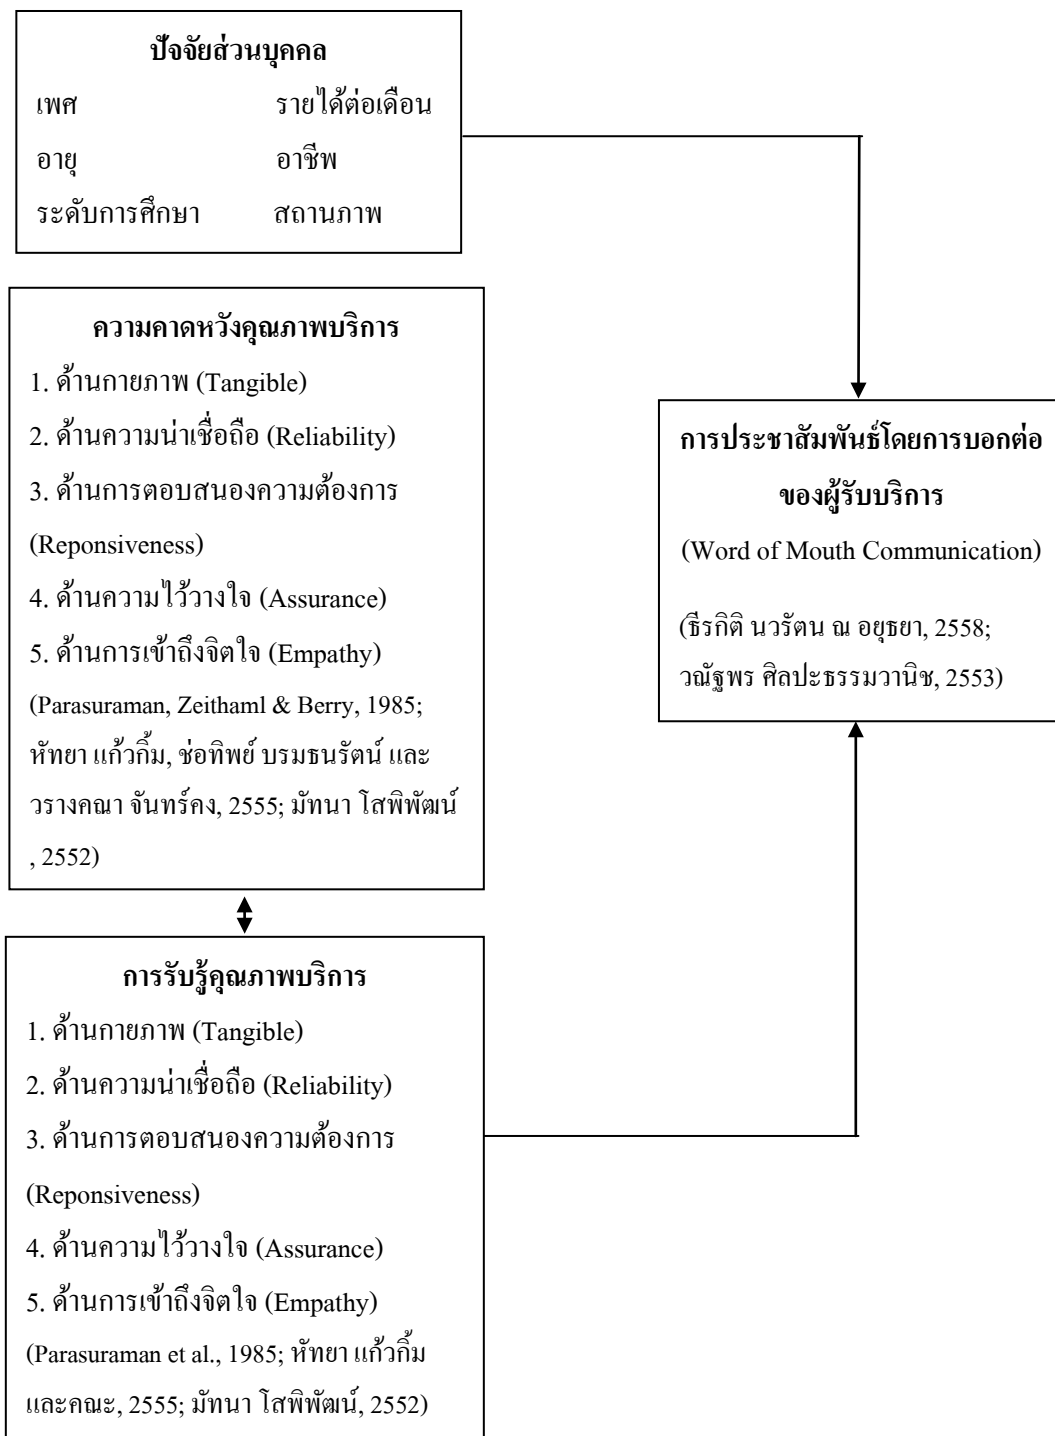 ปัจจัยส่วนบุคคล
เพศ รายได้ต่อเดือน
อายุ อาชีพ
ระดับการศึกษา สถานภาพ
ความคาดหวังคุณภาพบริการ
1. ด้านกายภาพ (Tangible)
2. ด้านความน่าเชื่อถือ (Reliability)
3. ด้านการตอบสนองความต้องการ
(Reponsiveness)
4. ด้านความไว้วางใจ (Assurance)
5. ด้านการเข้าถึงจิตใจ (Empathy)
(Parasuraman, Zeithaml & Berry, 1985;
หัทยา แก้วกิ้ม, ช่อทิพย์ บรมธนรัตน์ และ
วรางคณา จันทร์คง, 2555; มัทนา โสพิพัฒน์
, 2552)
การประชาสัมพันธ์โดยการบอกต่อ
ของผู้รับบริการ
(Word of Mouth Communication)
(ธีรกิติ นวรัตน ณ อยุธยา, 2558;
วณัฐพร ศิลปะธรรมวานิช, 2553)
การรับรู้คุณภาพบริการ
1. ด้านกายภาพ (Tangible)
2. ด้านความน่าเชื่อถือ (Reliability)
3. ด้านการตอบสนองความต้องการ
(Reponsiveness)
4. ด้านความไว้วางใจ (Assurance)
5. ด้านการเข้าถึงจิตใจ (Empathy)
(Parasuraman et al., 1985; หัทยา แก้วกิ้ม
และคณะ, 2555; มัทนา โสพิพัฒน์, 2552)